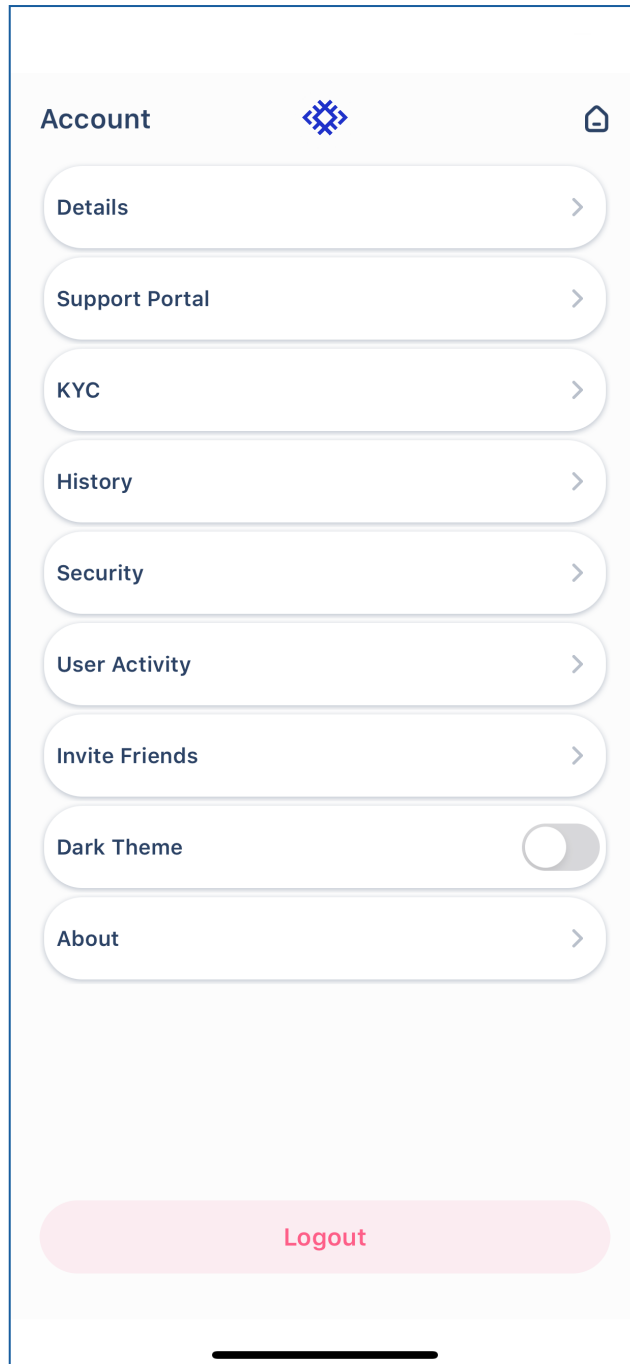 Account
Details
Support Portal
KYC
History
Security
User Activity
Invite Friends
Dark Theme
About
Logout